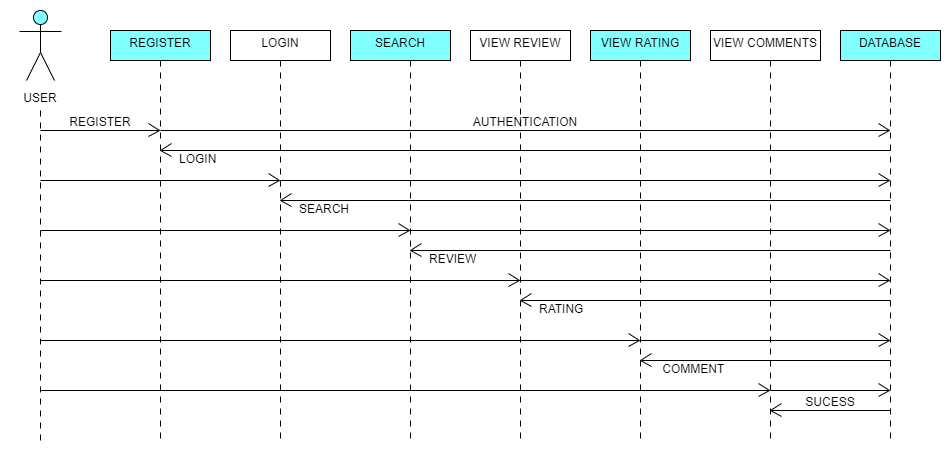 REGISTER
LOGIN
SEARCH
VIEW REVIEW
VIEW RATING
VIEW COMMENTS
DATABASE
USER
REGISTER
AUTHENTICATION
LOGIN
SEARCH
REVIEW
RATING
COMMENT
SUCESS